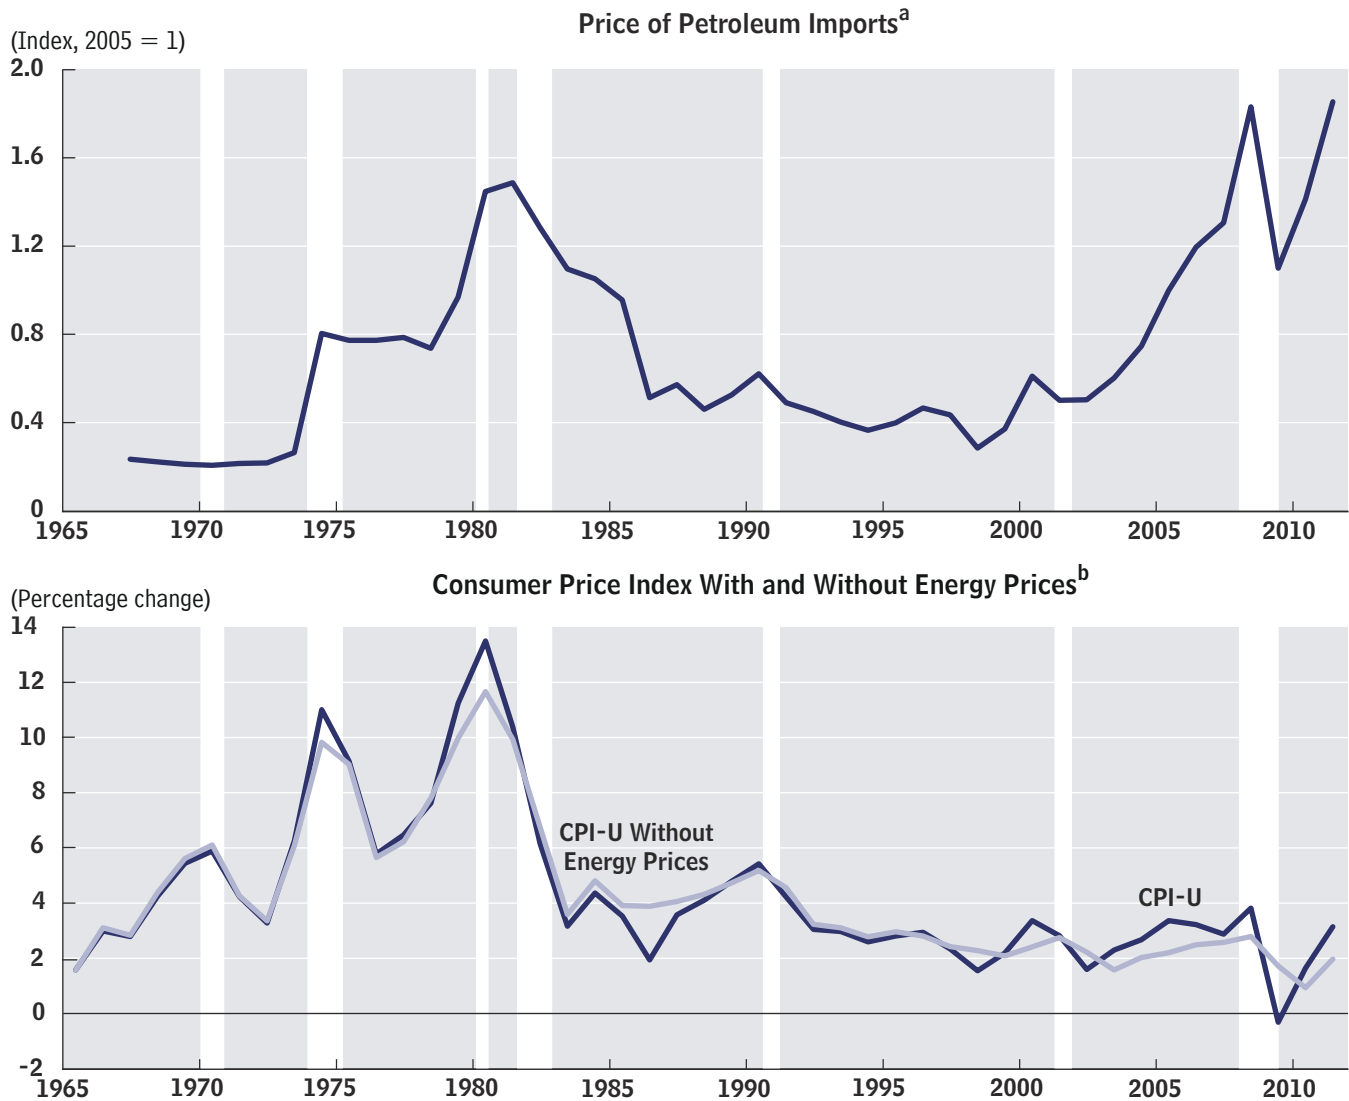 Price of Petroleum Importsa
(Index, 2005 = 1)
2.0
1.6
1.2
0.8
0.4
0
1965 1970 1975 1980 1985 1990 1995 2000 2005 2010
Consumer Price Index With and Without Energy Pricesb
(Percentage change)
14
12
10
8
6
4
2
0
-2
CPI-U Without
Energy Prices
CPI-U
1965 1970 1975 1980 1985 1990 1995 2000 2005 2010